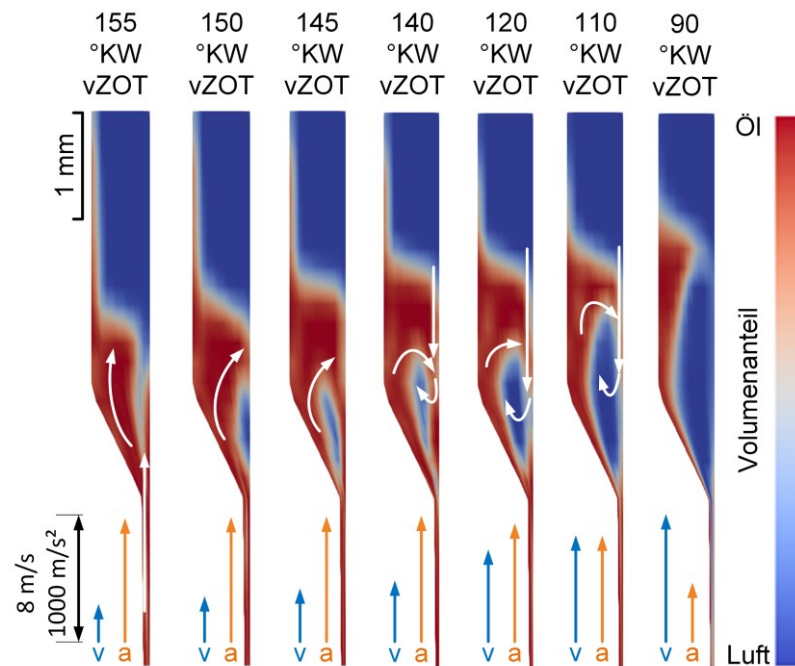 155 150 145 140 120 110 90
°KW °KW °KW °KW °KW °KW °KW
vZOT vZOT vZOT vZOT vZOT vZOT vZOT
1 mm
Öl
Volumenanteil
Luft
8 m/s
1000 m/s²
v a v a v a v a v a v a v a